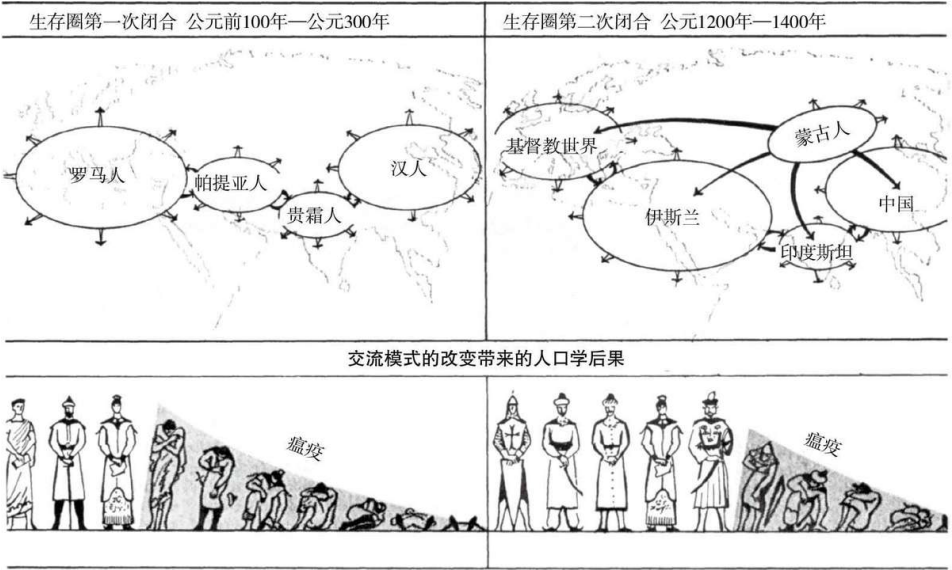 生存圈第一次闭合 公元前100年—公元300年
罗马人
帕提亚人
贵霜人
汉人
生存圈第二次闭合 公元1200年—1400年
基督教世界
蒙古人
伊斯兰
中国
印度斯坦
交流模式的改变带来的人口学后果
瘟疫
瘟疫